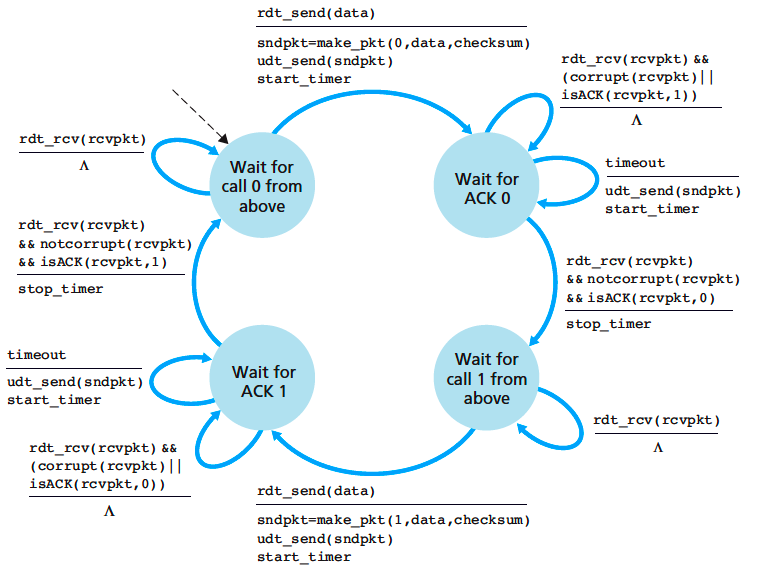 rdt_send(data)
sndpkt=make_pkt(0,data,checksum)
udt_send(sndpkt)
start_timer
rdt_rcv(rcvpkt) &&
(corrupt(rcvpkt)||
isACK(rcvpkt,1))
Λ
rdt_rcv(rcvpkt)
Λ
Wait for
call 0 from
above
Wait for
ACK 0
timeout
udt_send(sndpkt)
start_timer
rdt_rcv(rcvpkt)
&& notcorrupt(rcvpkt)
&& isACK(rcvpkt,1)
stop_timer
rdt_rcv(rcvpkt)
&& notcorrupt(rcvpkt)
&& isACK(rcvpkt,0)
stop_timer
timeout
udt_send(sndpkt)
start_timer
Wait for
ACK 1
Wait for
call 1 from
above
rdt_rcv(rcvpkt)
Λ
rdt_rcv(rcvpkt) &&
(corrupt(rcvpkt)||
isACK(rcvpkt,0))
Λ
rdt_send(data)
sndpkt=make_pkt(1,data,checksum)
udt_send(sndpkt)
start_timer